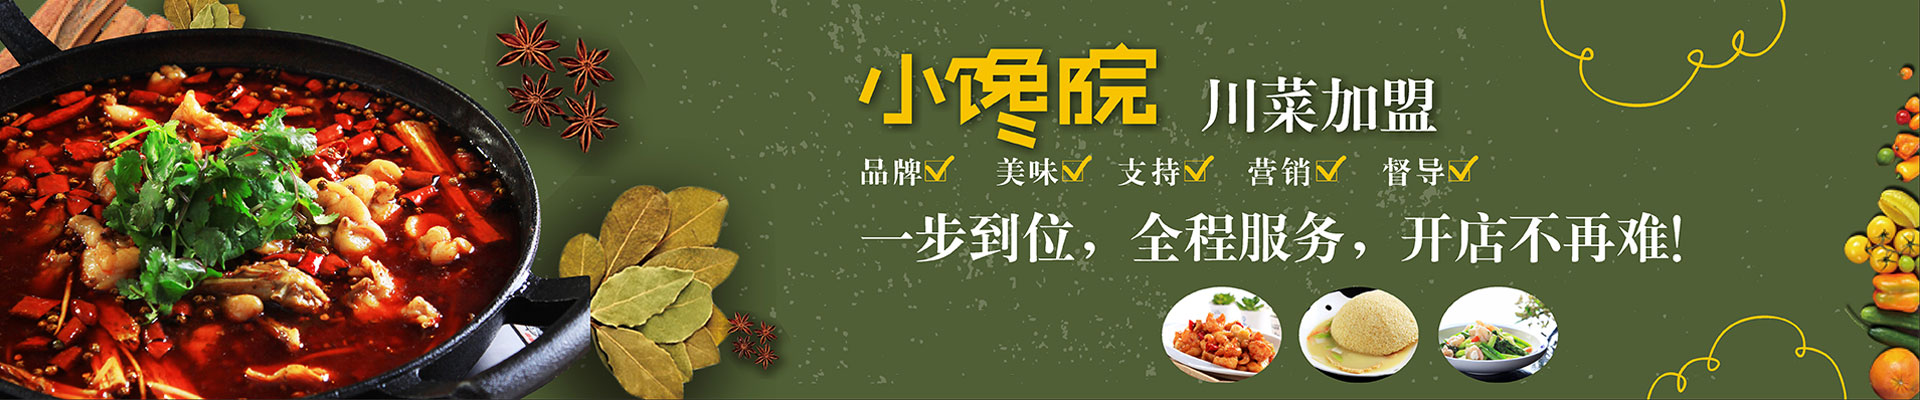 小馋院 川菜加盟
品牌 美味 支持 营销 督导
一步到位，全程服务，开店不再难!